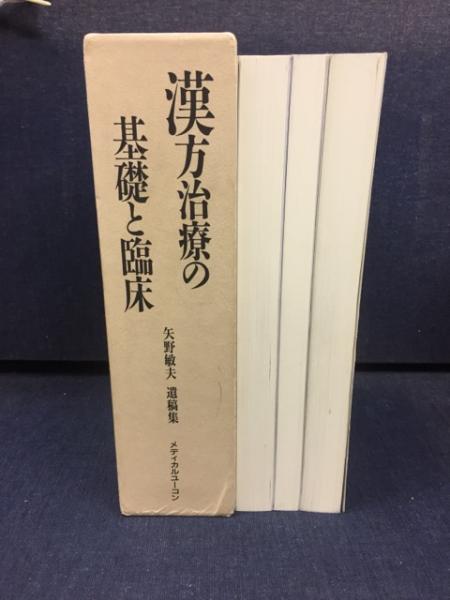 漢方治療の
基礎と臨床
矢野敏夫 遺稿集
メディカルユーコン